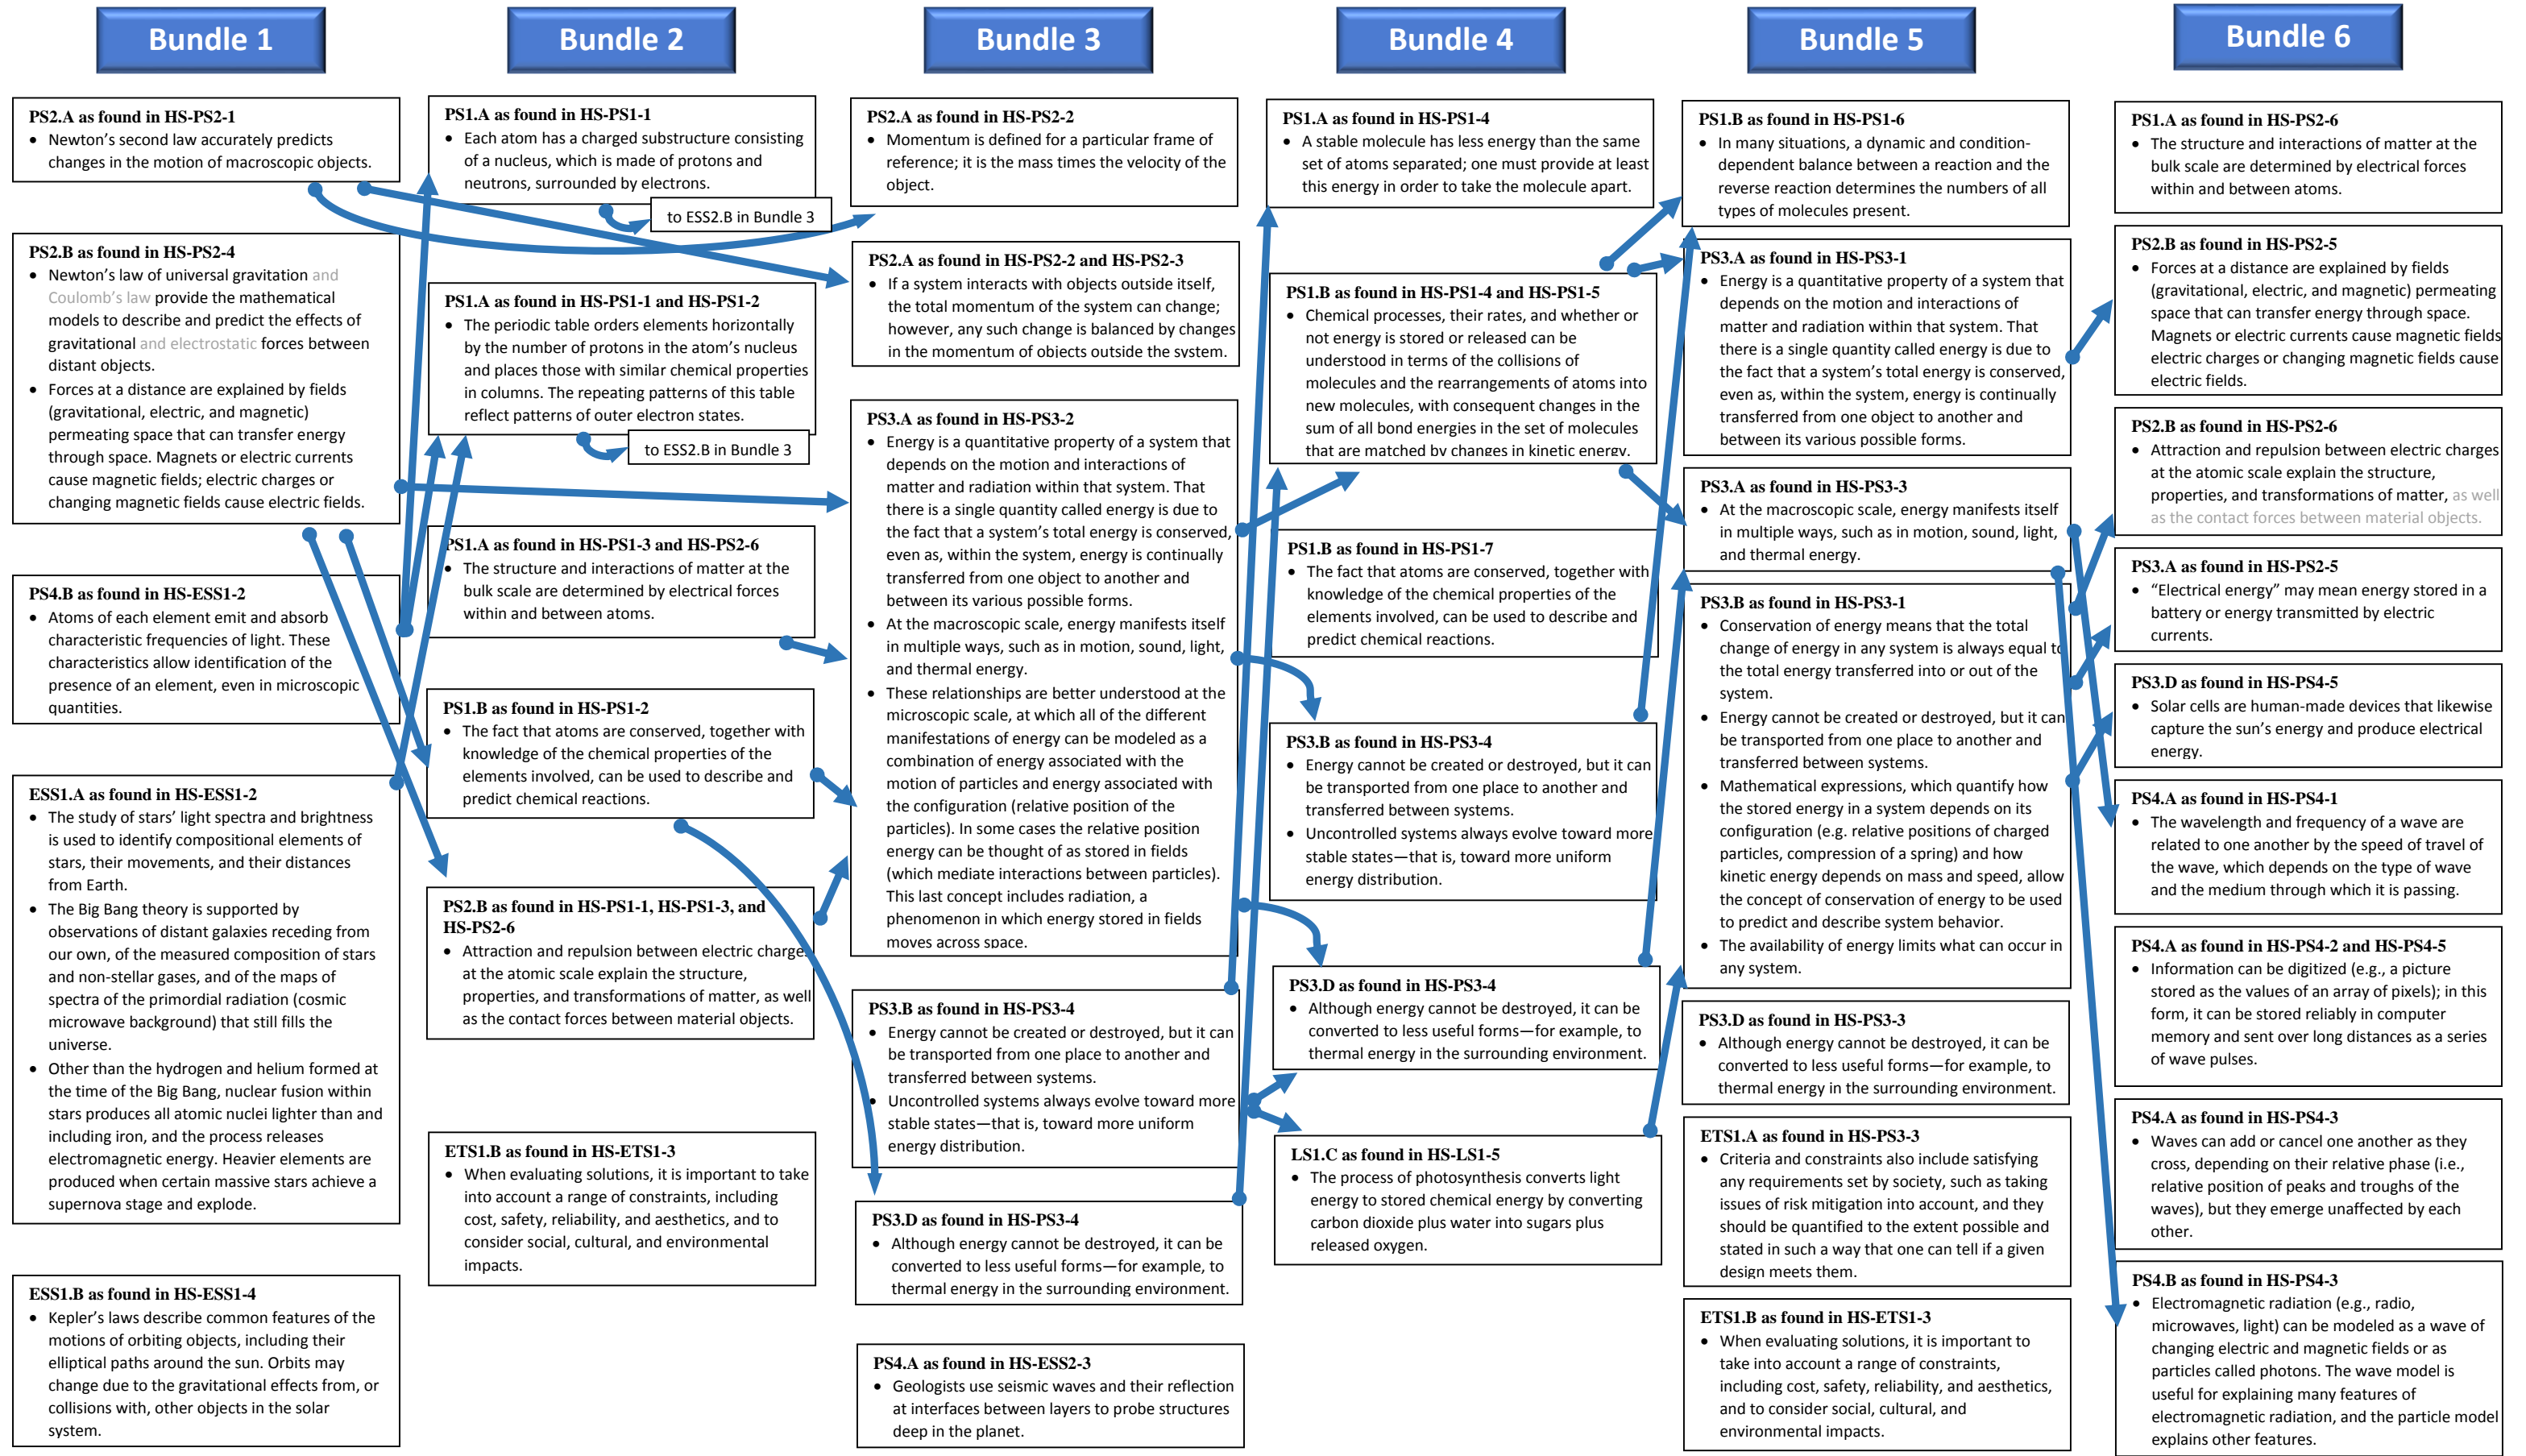 Bundle 1
Bundle 2
Bundle 3
Bundle 4
Bundle 5
Bundle 6
PS2.A as found in HS-PS2-1
• Newton’s second law accurately predicts
changes in the motion of macroscopic objects.
PS2.B as found in HS-PS2-4
• Newton’s law of universal gravitation and
Coulomb’s law provide the mathematical
models to describe and predict the effects of
gravitational and electrostatic forces between
distant objects.
• Forces at a distance are explained by fields
(gravitational, electric, and magnetic)
permeating space that can transfer energy
through space. Magnets or electric currents
cause magnetic fields; electric charges or
changing magnetic fields cause electric fields.
PS4.B as found in HS-ESS1-2
• Atoms of each element emit and absorb
characteristic frequencies of light. These
characteristics allow identification of the
presence of an element, even in microscopic
quantities.
ESS1.A as found in HS-ESS1-2
• The study of stars’ light spectra and brightness
is used to identify compositional elements of
stars, their movements, and their distances
from Earth.
• The Big Bang theory is supported by
observations of distant galaxies receding from
our own, of the measured composition of stars
and non-stellar gases, and of the maps of
spectra of the primordial radiation (cosmic
microwave background) that still fills the
universe.
• Other than the hydrogen and helium formed at
the time of the Big Bang, nuclear fusion within
stars produces all atomic nuclei lighter than and
including iron, and the process releases
electromagnetic energy. Heavier elements are
produced when certain massive stars achieve a
supernova stage and explode.
ESS1.B as found in HS-ESS1-4
• Kepler’s laws describe common features of the
motions of orbiting objects, including their
elliptical paths around the sun. Orbits may
change due to the gravitational effects from, or
collisions with, other objects in the solar
system.
PS1.A as found in HS-PS1-1
• Each atom has a charged substructure consisting
of a nucleus, which is made of protons and
neutrons, surrounded by electrons.
to ESS2.B in Bundle 3
PS1.A as found in HS-PS1-1 and HS-PS1-2
• The periodic table orders elements horizontally
by the number of protons in the atom’s nucleus
and places those with similar chemical properties
in columns. The repeating patterns of this table
reflect patterns of outer electron states.
to ESS2.B in Bundle 3
PS1.A as found in HS-PS1-3 and HS-PS2-6
• The structure and interactions of matter at the
bulk scale are determined by electrical forces
within and between atoms.
PS1.B as found in HS-PS1-2
• The fact that atoms are conserved, together with
knowledge of the chemical properties of the
elements involved, can be used to describe and
predict chemical reactions.
PS2.B as found in HS-PS1-1, HS-PS1-3, and
HS-PS2-6
• Attraction and repulsion between electric charges
at the atomic scale explain the structure,
properties, and transformations of matter, as well
as the contact forces between material objects.
ETS1.B as found in HS-ETS1-3
• When evaluating solutions, it is important to take
into account a range of constraints, including
cost, safety, reliability, and aesthetics, and to
consider social, cultural, and environmental
impacts.
PS2.A as found in HS-PS2-2
• Momentum is defined for a particular frame of
reference; it is the mass times the velocity of the
object.
PS2.A as found in HS-PS2-2 and HS-PS2-3
• If a system interacts with objects outside itself,
the total momentum of the system can change;
however, any such change is balanced by changes
in the momentum of objects outside the system.
PS3.A as found in HS-PS3-2
• Energy is a quantitative property of a system that
depends on the motion and interactions of
matter and radiation within that system. That
there is a single quantity called energy is due to
the fact that a system’s total energy is conserved,
even as, within the system, energy is continually
transferred from one object to another and
between its various possible forms.
• At the macroscopic scale, energy manifests itself
in multiple ways, such as in motion, sound, light,
and thermal energy.
• These relationships are better understood at the
microscopic scale, at which all of the different
manifestations of energy can be modeled as a
combination of energy associated with the
motion of particles and energy associated with
the configuration (relative position of the
particles). In some cases the relative position
energy can be thought of as stored in fields
(which mediate interactions between particles).
This last concept includes radiation, a
phenomenon in which energy stored in fields
moves across space.
PS3.B as found in HS-PS3-4
• Energy cannot be created or destroyed, but it can
be transported from one place to another and
transferred between systems.
• Uncontrolled systems always evolve toward more
stable states—that is, toward more uniform
energy distribution.
PS3.D as found in HS-PS3-4
• Although energy cannot be destroyed, it can be
converted to less useful forms—for example, to
thermal energy in the surrounding environment.
PS4.A as found in HS-ESS2-3
• Geologists use seismic waves and their reflection
at interfaces between layers to probe structures
deep in the planet.
PS1.A as found in HS-PS1-4
• A stable molecule has less energy than the same
set of atoms separated; one must provide at least
this energy in order to take the molecule apart.
PS1.B as found in HS-PS1-4 and HS-PS1-5
• Chemical processes, their rates, and whether or
not energy is stored or released can be
understood in terms of the collisions of
molecules and the rearrangements of atoms into
new molecules, with consequent changes in the
sum of all bond energies in the set of molecules
that are matched by changes in kinetic energy.
PS1.B as found in HS-PS1-7
• The fact that atoms are conserved, together with
knowledge of the chemical properties of the
elements involved, can be used to describe and
predict chemical reactions.
PS3.B as found in HS-PS3-4
• Energy cannot be created or destroyed, but it can
be transported from one place to another and
transferred between systems.
• Uncontrolled systems always evolve toward more
stable states—that is, toward more uniform
energy distribution.
PS3.D as found in HS-PS3-4
• Although energy cannot be destroyed, it can be
converted to less useful forms—for example, to
thermal energy in the surrounding environment.
LS1.C as found in HS-LS1-5
• The process of photosynthesis converts light
energy to stored chemical energy by converting
carbon dioxide plus water into sugars plus
released oxygen.
PS1.B as found in HS-PS1-6
• In many situations, a dynamic and condition-
dependent balance between a reaction and the
reverse reaction determines the numbers of all
types of molecules present.
PS3.A as found in HS-PS3-1
• Energy is a quantitative property of a system that
depends on the motion and interactions of
matter and radiation within that system. That
there is a single quantity called energy is due to
the fact that a system’s total energy is conserved,
even as, within the system, energy is continually
transferred from one object to another and
between its various possible forms.
PS3.A as found in HS-PS3-3
• At the macroscopic scale, energy manifests itself
in multiple ways, such as in motion, sound, light,
and thermal energy.
PS3.B as found in HS-PS3-1
• Conservation of energy means that the total
change of energy in any system is always equal to
the total energy transferred into or out of the
system.
• Energy cannot be created or destroyed, but it can
be transported from one place to another and
transferred between systems.
• Mathematical expressions, which quantify how
the stored energy in a system depends on its
configuration (e.g. relative positions of charged
particles, compression of a spring) and how
kinetic energy depends on mass and speed, allow
the concept of conservation of energy to be used
to predict and describe system behavior.
• The availability of energy limits what can occur in
any system.
PS3.D as found in HS-PS3-3
• Although energy cannot be destroyed, it can be
converted to less useful forms—for example, to
thermal energy in the surrounding environment.
ETS1.A as found in HS-PS3-3
• Criteria and constraints also include satisfying
any requirements set by society, such as taking
issues of risk mitigation into account, and they
should be quantified to the extent possible and
stated in such a way that one can tell if a given
design meets them.
ETS1.B as found in HS-ETS1-3
• When evaluating solutions, it is important to
take into account a range of constraints,
including cost, safety, reliability, and aesthetics,
and to consider social, cultural, and
environmental impacts.
PS1.A as found in HS-PS2-6
• The structure and interactions of matter at the
bulk scale are determined by electrical forces
within and between atoms.
PS2.B as found in HS-PS2-5
• Forces at a distance are explained by fields
(gravitational, electric, and magnetic) permeating
space that can transfer energy through space.
Magnets or electric currents cause magnetic fields
electric charges or changing magnetic fields cause
electric fields.
PS2.B as found in HS-PS2-6
• Attraction and repulsion between electric charges
at the atomic scale explain the structure,
properties, and transformations of matter, as well
as the contact forces between material objects.
PS3.A as found in HS-PS2-5
• “Electrical energy” may mean energy stored in a
battery or energy transmitted by electric
currents.
PS3.D as found in HS-PS4-5
• Solar cells are human-made devices that likewise
capture the sun’s energy and produce electrical
energy.
PS4.A as found in HS-PS4-1
• The wavelength and frequency of a wave are
related to one another by the speed of travel of
the wave, which depends on the type of wave
and the medium through which it is passing.
PS4.A as found in HS-PS4-2 and HS-PS4-5
• Information can be digitized (e.g., a picture
stored as the values of an array of pixels); in this
form, it can be stored reliably in computer
memory and sent over long distances as a series
of wave pulses.
PS4.A as found in HS-PS4-3
• Waves can add or cancel one another as they
cross, depending on their relative phase (i.e.,
relative position of peaks and troughs of the
waves), but they emerge unaffected by each
other.
PS4.B as found in HS-PS4-3
• Electromagnetic radiation (e.g., radio,
microwaves, light) can be modeled as a wave of
changing electric and magnetic fields or as
particles called photons. The wave model is
useful for explaining many features of
electromagnetic radiation, and the particle model
explains other features.